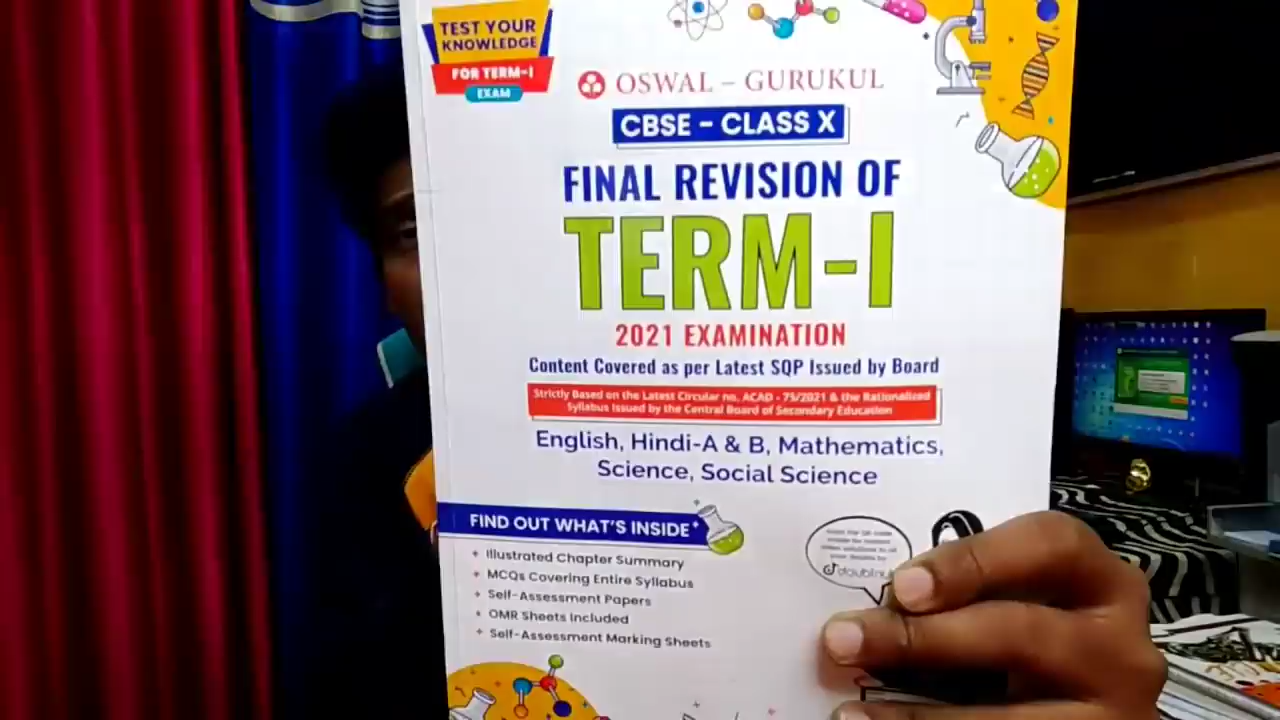 TEST YOUR
KNOWLEDGE
FOR TERM-I
EXAM
OSWAL – GURUKUL
CBSE - CLASS X
FINAL REVISION OF
TERM-I
2021 EXAMINATION
Content Covered as per Latest SQP Issued by Board
Strictly Based on the Latest Circular no. ACAD - 75/2021 & the Rationalized
Syllabus Issued by the Central Board of Secondary Education
English, Hindi-A & B, Mathematics,
Science, Social Science
FIND OUT WHAT'S INSIDE
Illustrated Chapter Summary
MCQs Covering Entire Syllabus
Self-Assessment Papers
OMR Sheets Included
Self-Assessment Marking Sheets